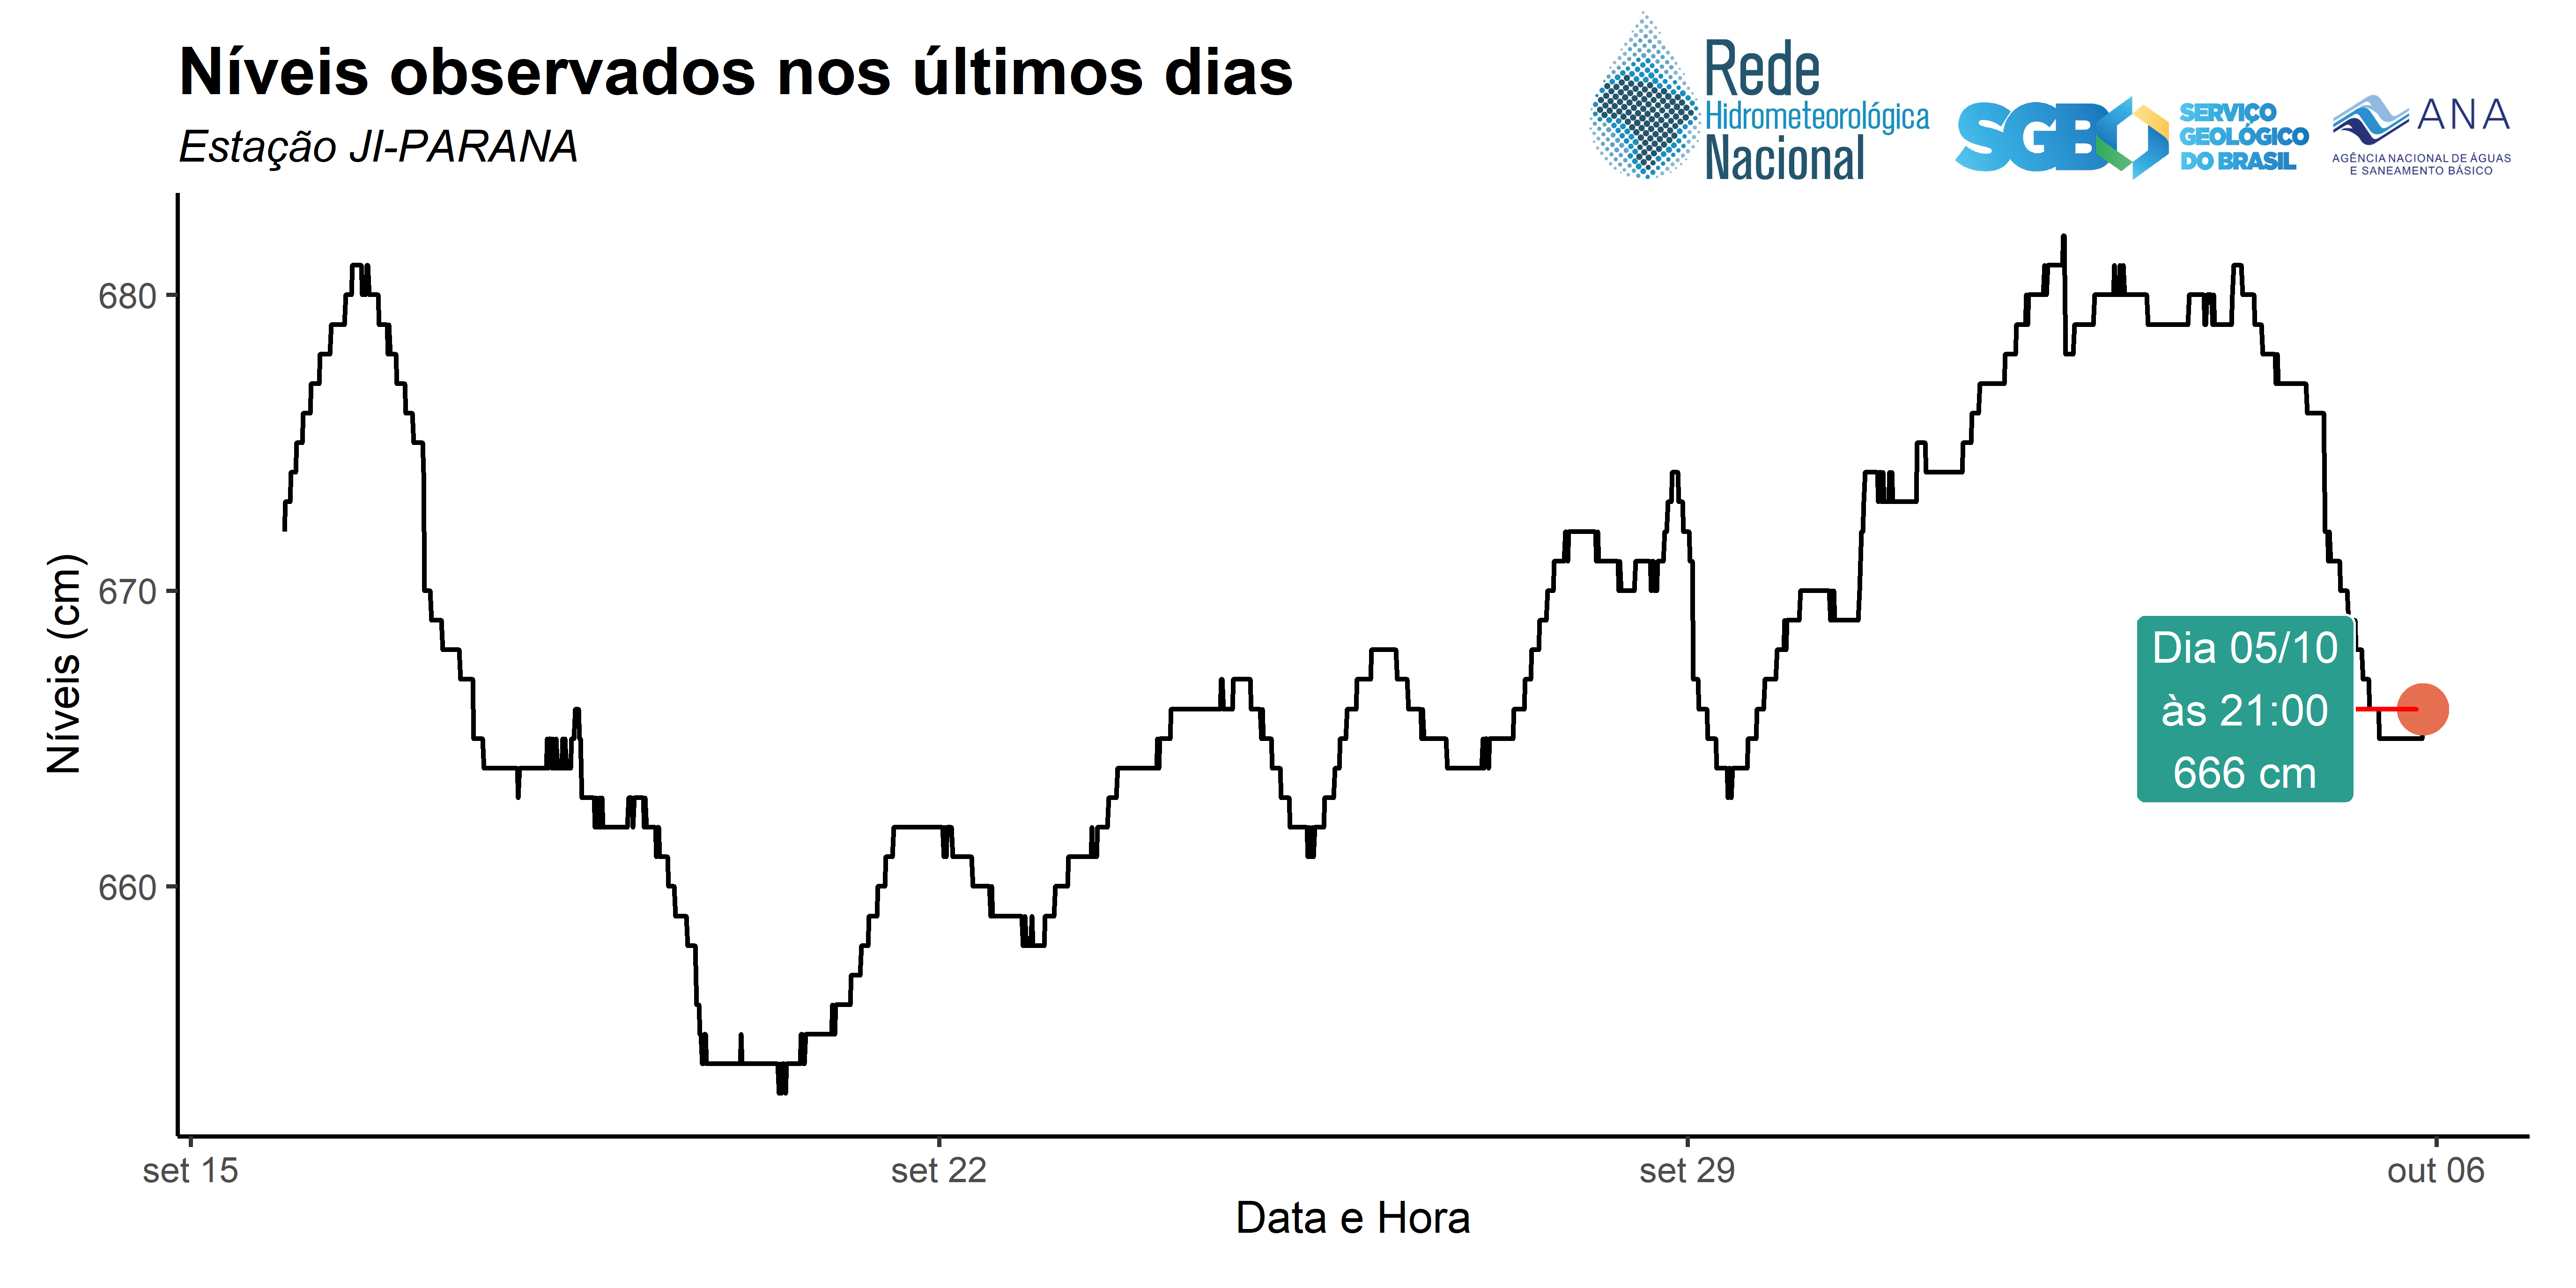 Níveis observados nos últimos dias
Estação JI-PARANA
Rede
Hidrometeorológica
Nacional
SGB
SERVIÇO
GEOLÓGICO
DO BRASIL
ANA
AGÊNCIA NACIONAL DE ÁGUAS
E SANEAMENTO BÁSICO
Níveis (cm)
680
670
660
Dia 05/10
às 21:00
666 cm
set 15
set 22
set 29
out 06
Data e Hora